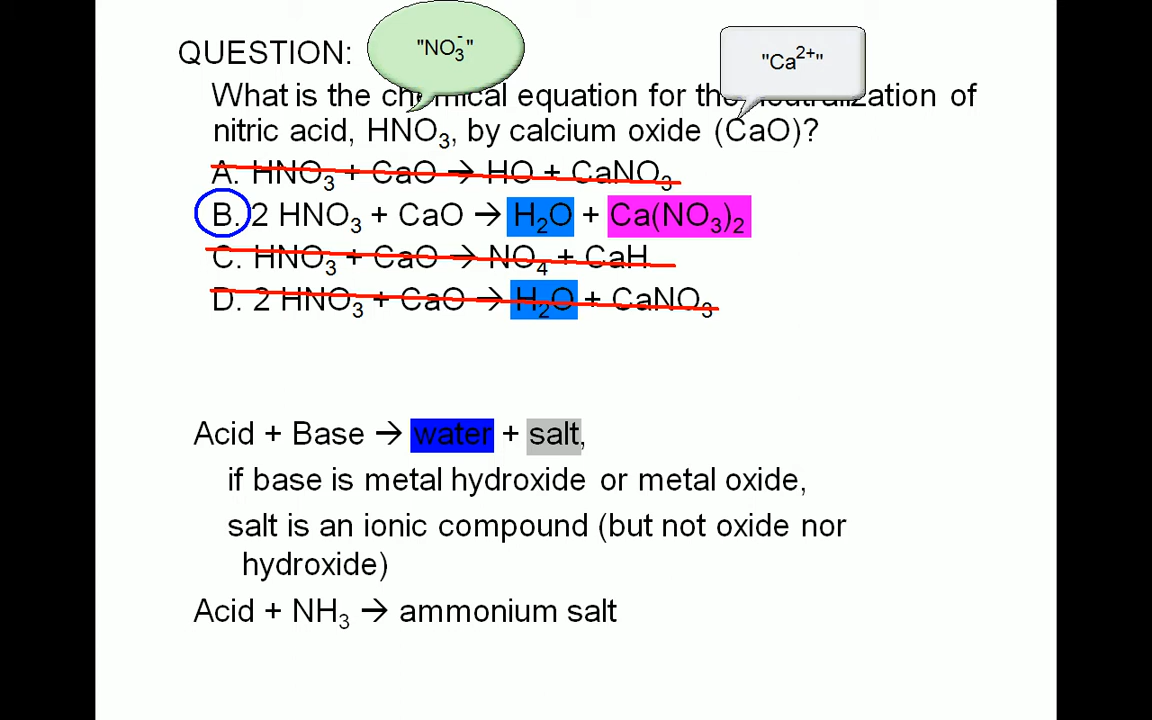 QUESTION:
"NO₃⁻"
"Ca²⁺"
What is the chemical equation for the neutralization of
nitric acid, HNO₃, by calcium oxide (CaO)?
A. HNO₃ + CaO → HO + CaNO₃
B. 2 HNO₃ + CaO → H₂O + Ca(NO₃)₂
C. HNO₃ + CaO → NO₄ + CaH
D. 2 HNO₃ + CaO → H₂O + CaNO₃
Acid + Base → water + salt,
if base is metal hydroxide or metal oxide,
salt is an ionic compound (but not oxide nor
hydroxide)
Acid + NH₃ → ammonium salt